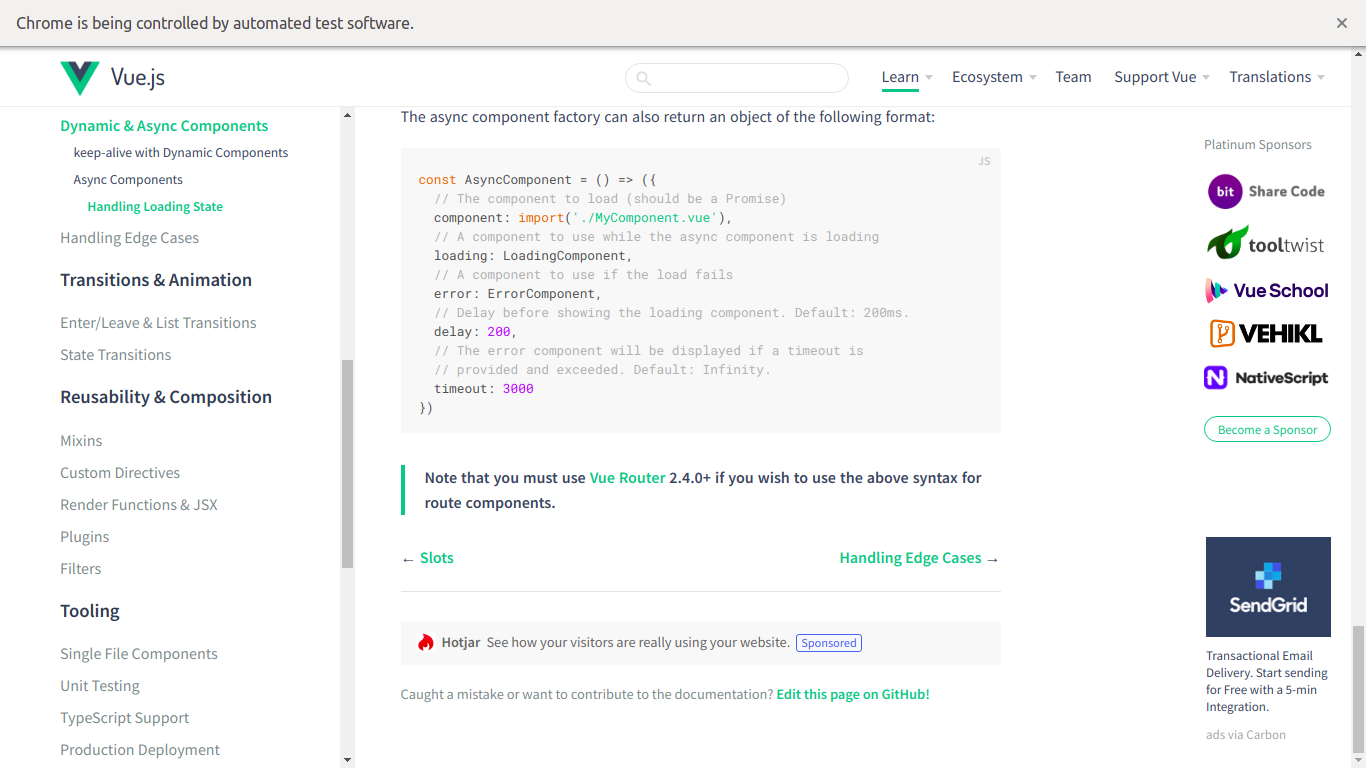 Chrome is being controlled by automated test software.
Vue.js
Learn
Ecosystem
Team
Support Vue
Translations
Dynamic & Async Components
keep-alive with Dynamic Components
Async Components
Handling Loading State
Handling Edge Cases
Transitions & Animation
Enter/Leave & List Transitions
State Transitions
Reusability & Composition
Mixins
Custom Directives
Render Functions & JSX
Plugins
Filters
Tooling
Single File Components
Unit Testing
TypeScript Support
Production Deployment
The async component factory can also return an object of the following format:
JS
const AsyncComponent = () => ({
  // The component to load (should be a Promise)
  component: import('./MyComponent.vue'),
  // A component to use while the async component is loading
  loading: LoadingComponent,
  // A component to use if the load fails
  error: ErrorComponent,
  // Delay before showing the loading component. Default: 200ms.
  delay: 200,
  // The error component will be displayed if a timeout is
  // provided and exceeded. Default: Infinity.
  timeout: 3000
})
Note that you must use Vue Router 2.4.0+ if you wish to use the above syntax for
route components.
← Slots
Handling Edge Cases →
Hotjar See how your visitors are really using your website. Sponsored
Caught a mistake or want to contribute to the documentation? Edit this page on GitHub!
Platinum Sponsors
bit Share Code
tooltwist
Vue School
VEHIKL
NativeScript
Become a Sponsor
SendGrid
Transactional Email
Delivery. Start sending
for Free with a 5-min
Integration.
ads via Carbon